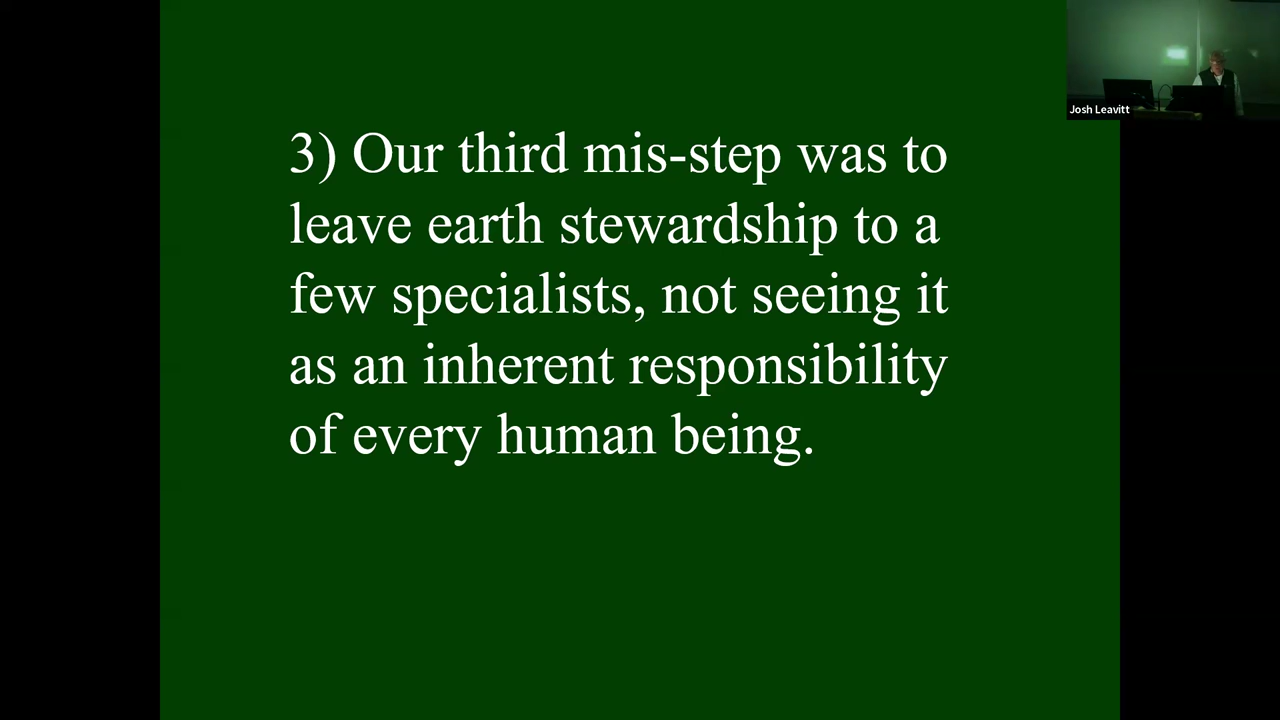 3) Our third mis-step was to
leave earth stewardship to a
few specialists, not seeing it
as an inherent responsibility
of every human being.
Josh Leavitt